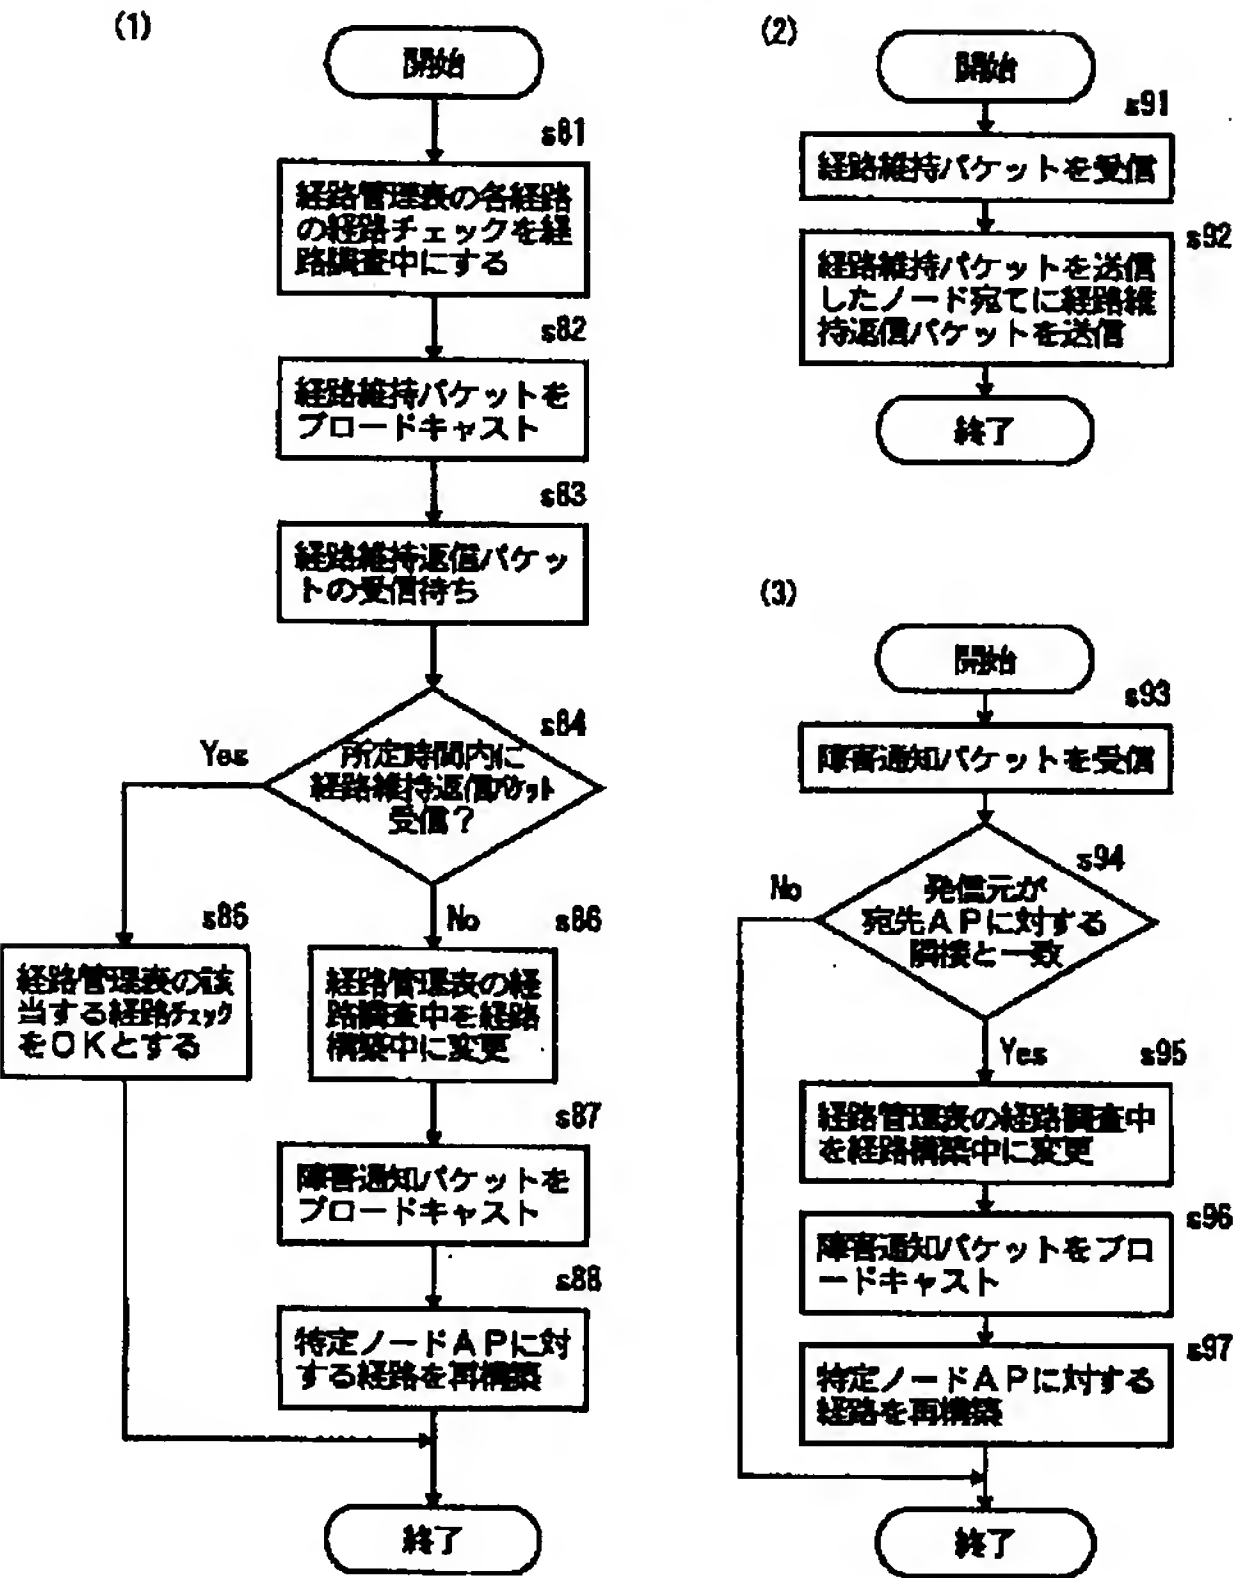 (1)
開始
s81
経路管理表の各経路
の経路チェックを経
路調査中にする
s82
経路維持パケットを
ブロードキャスト
s83
経路維持返信パケッ
トの受信待ち
s84
所定時間内に
経路維持返信パケット
受信？
Yes
No
s85
経路管理表の該
当する経路チェック
をOKとする
s86
経路管理表の経
路調査中を経路
構築中に変更
s87
障害通知パケットを
ブロードキャスト
s88
特定ノードAPに対
する経路を再構築
終了
(2)
開始
s91
経路維持パケットを受信
s92
経路維持パケットを送信
したノード宛てに経路維
持返信パケットを送信
終了
(3)
開始
s93
障害通知パケットを受信
s94
発信元が
宛先APに対する
隣接と一致
No
Yes
s95
経路管理表の経路調査中
を経路構築中に変更
s96
障害通知パケットをブロ
ードキャスト
s97
特定ノードAPに対する
経路を再構築
終了